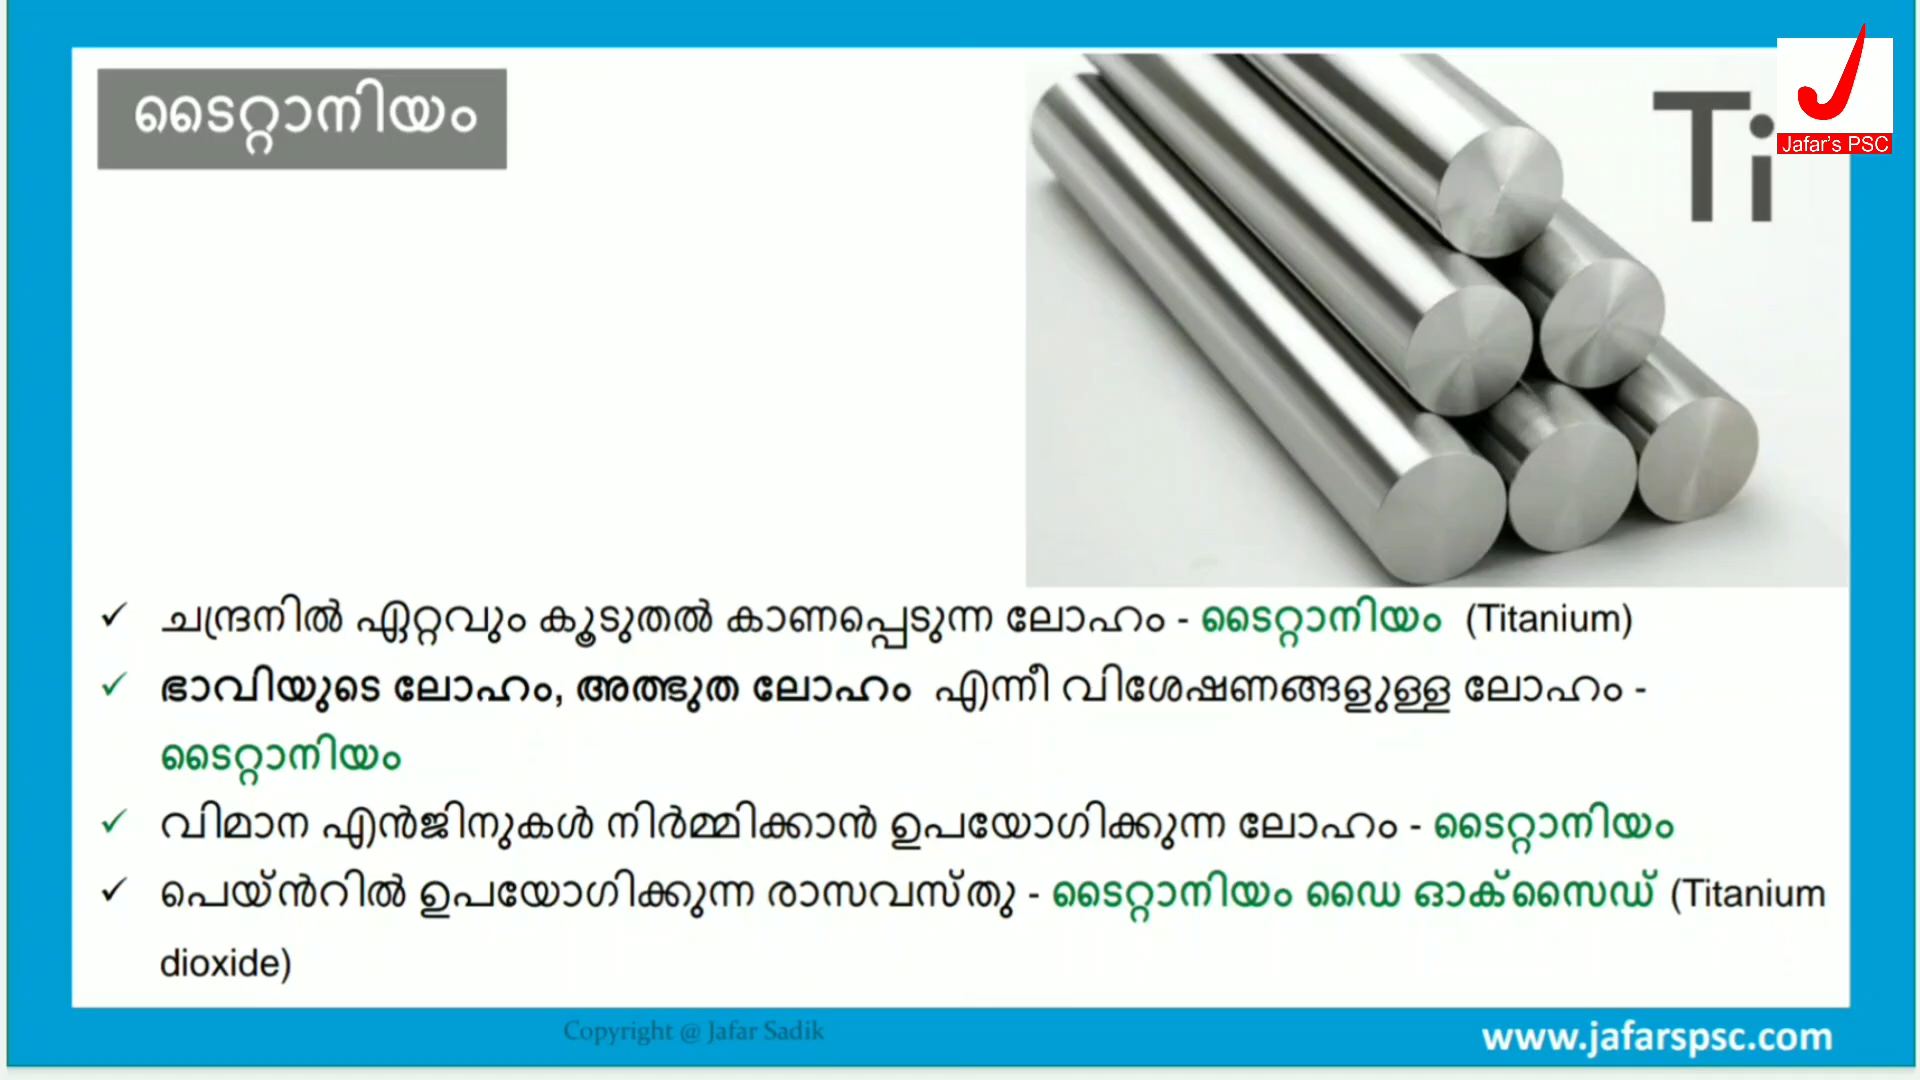 ടൈറ്റാനിയം
Ti
Jafar's PSC
ചന്ദ്രനിൽ ഏറ്റവും കൂടുതൽ കാണപ്പെടുന്ന ലോഹം - ടൈറ്റാനിയം (Titanium)
ഭാവിയുടെ ലോഹം, അത്ഭുത ലോഹം എന്നീ വിശേഷണങ്ങളുള്ള ലോഹം -
ടൈറ്റാനിയം
വിമാന എൻജിനുകൾ നിർമ്മിക്കാൻ ഉപയോഗിക്കുന്ന ലോഹം - ടൈറ്റാനിയം
പെയ്ൻറിൽ ഉപയോഗിക്കുന്ന രാസവസ്തു - ടൈറ്റാനിയം ഡൈ ഓക്സൈഡ് (Titanium
dioxide)
Copyright @ Jafar Sadik
www.jafarspsc.com